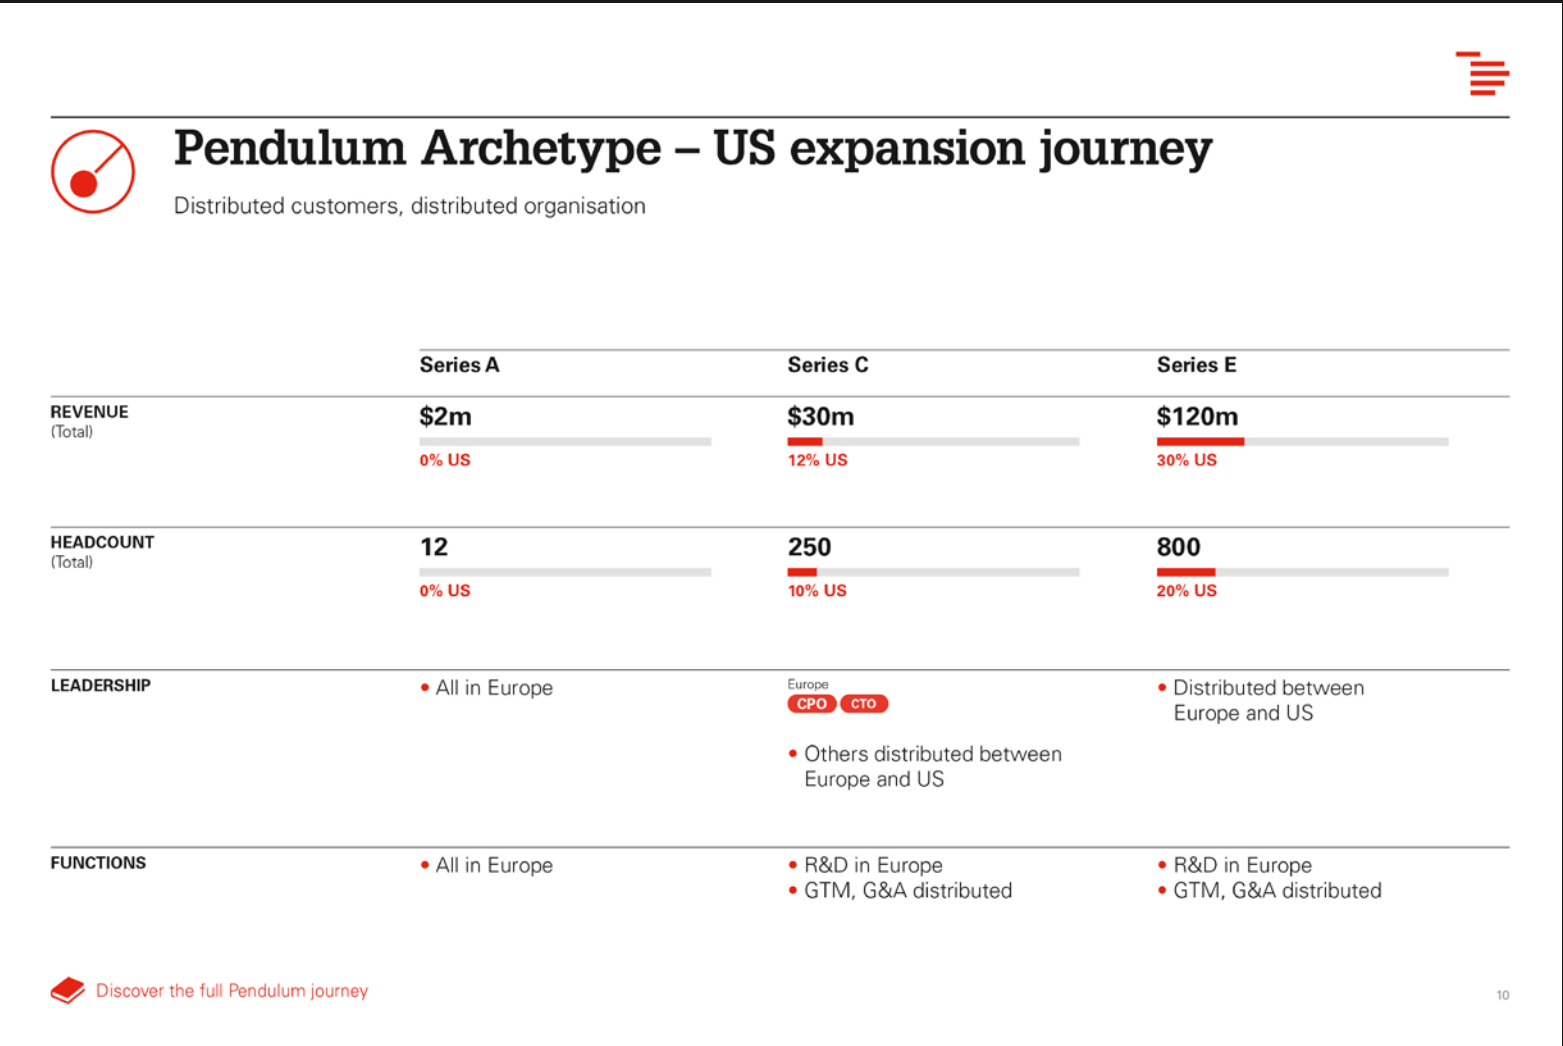 Pendulum Archetype – US expansion journey
Distributed customers, distributed organisation
Series A
Series C
Series E
REVENUE
(Total)
$2m
0% US
$30m
12% US
$120m
30% US
HEADCOUNT
(Total)
12
0% US
250
10% US
800
20% US
LEADERSHIP
• All in Europe
Europe
CPO CTO
• Others distributed between
Europe and US
• Distributed between
Europe and US
FUNCTIONS
• All in Europe
• R&D in Europe
• GTM, G&A distributed
• R&D in Europe
• GTM, G&A distributed
Discover the full Pendulum journey
10